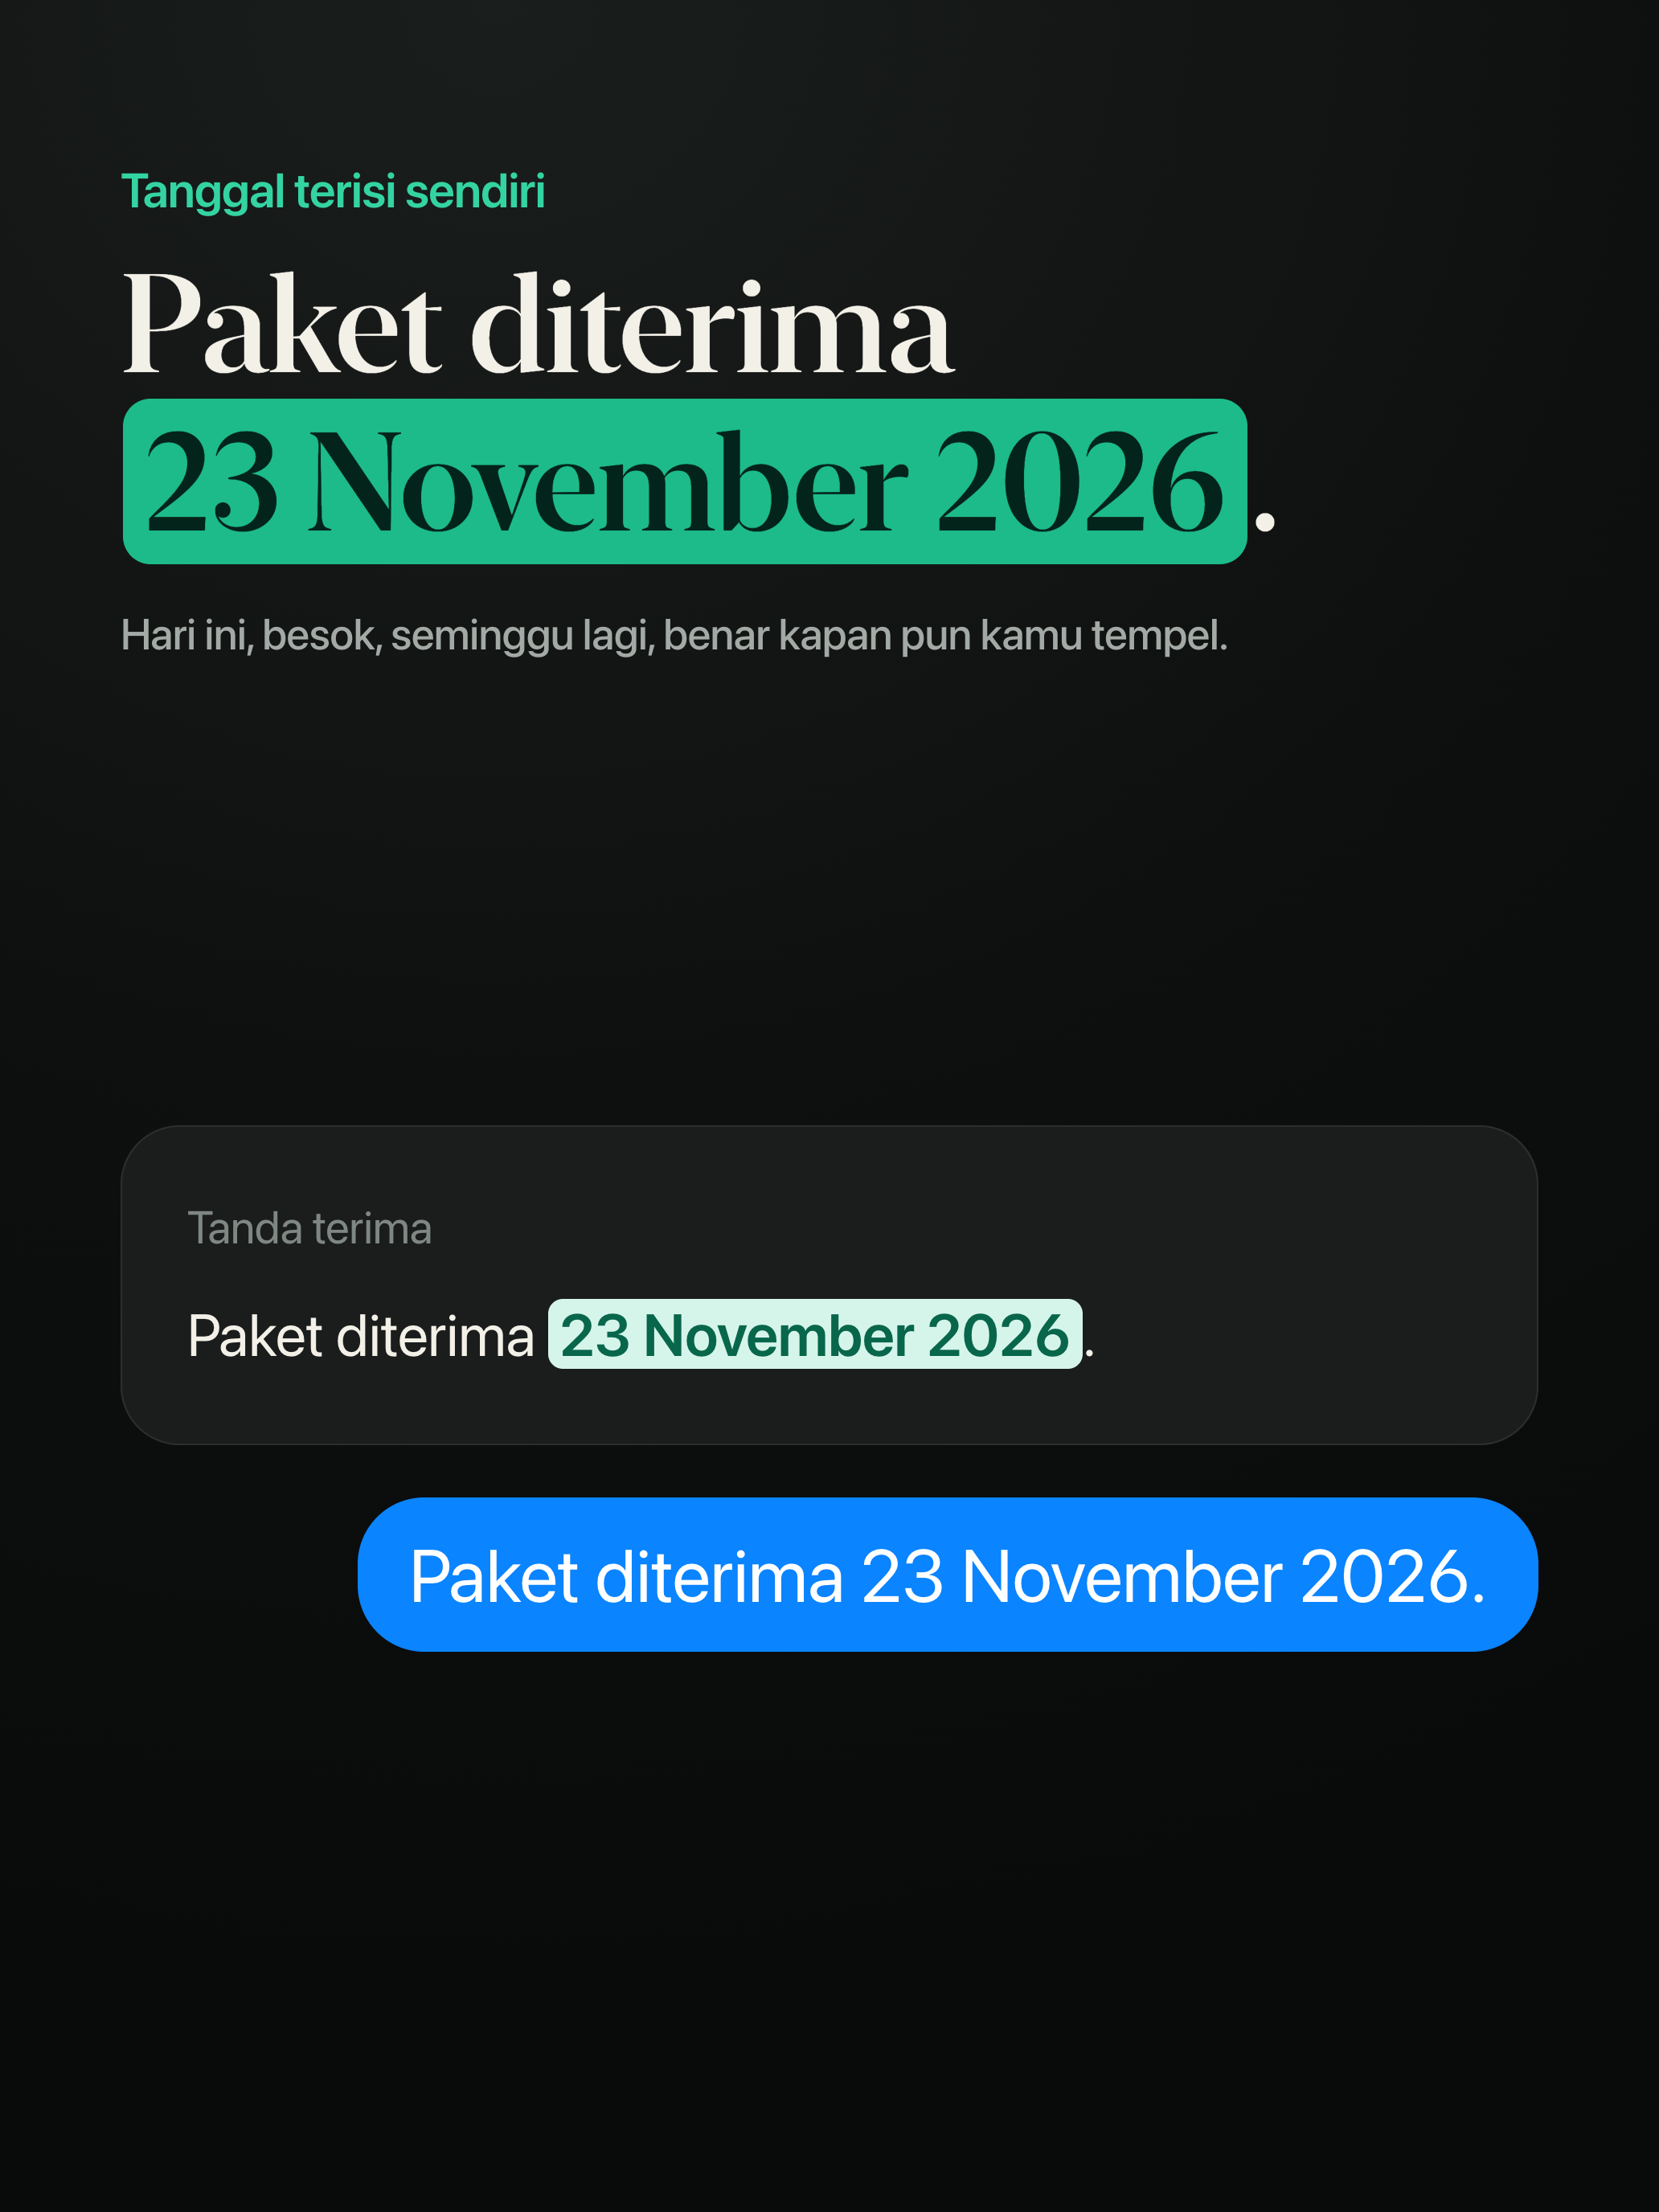 Tanggal terisi sendiri
Paket diterima
23 November 2026.
Hari ini, besok, seminggu lagi, benar kapan pun kamu tempel.
Tanda terima
Paket diterima 23 November 2026.
Paket diterima 23 November 2026.